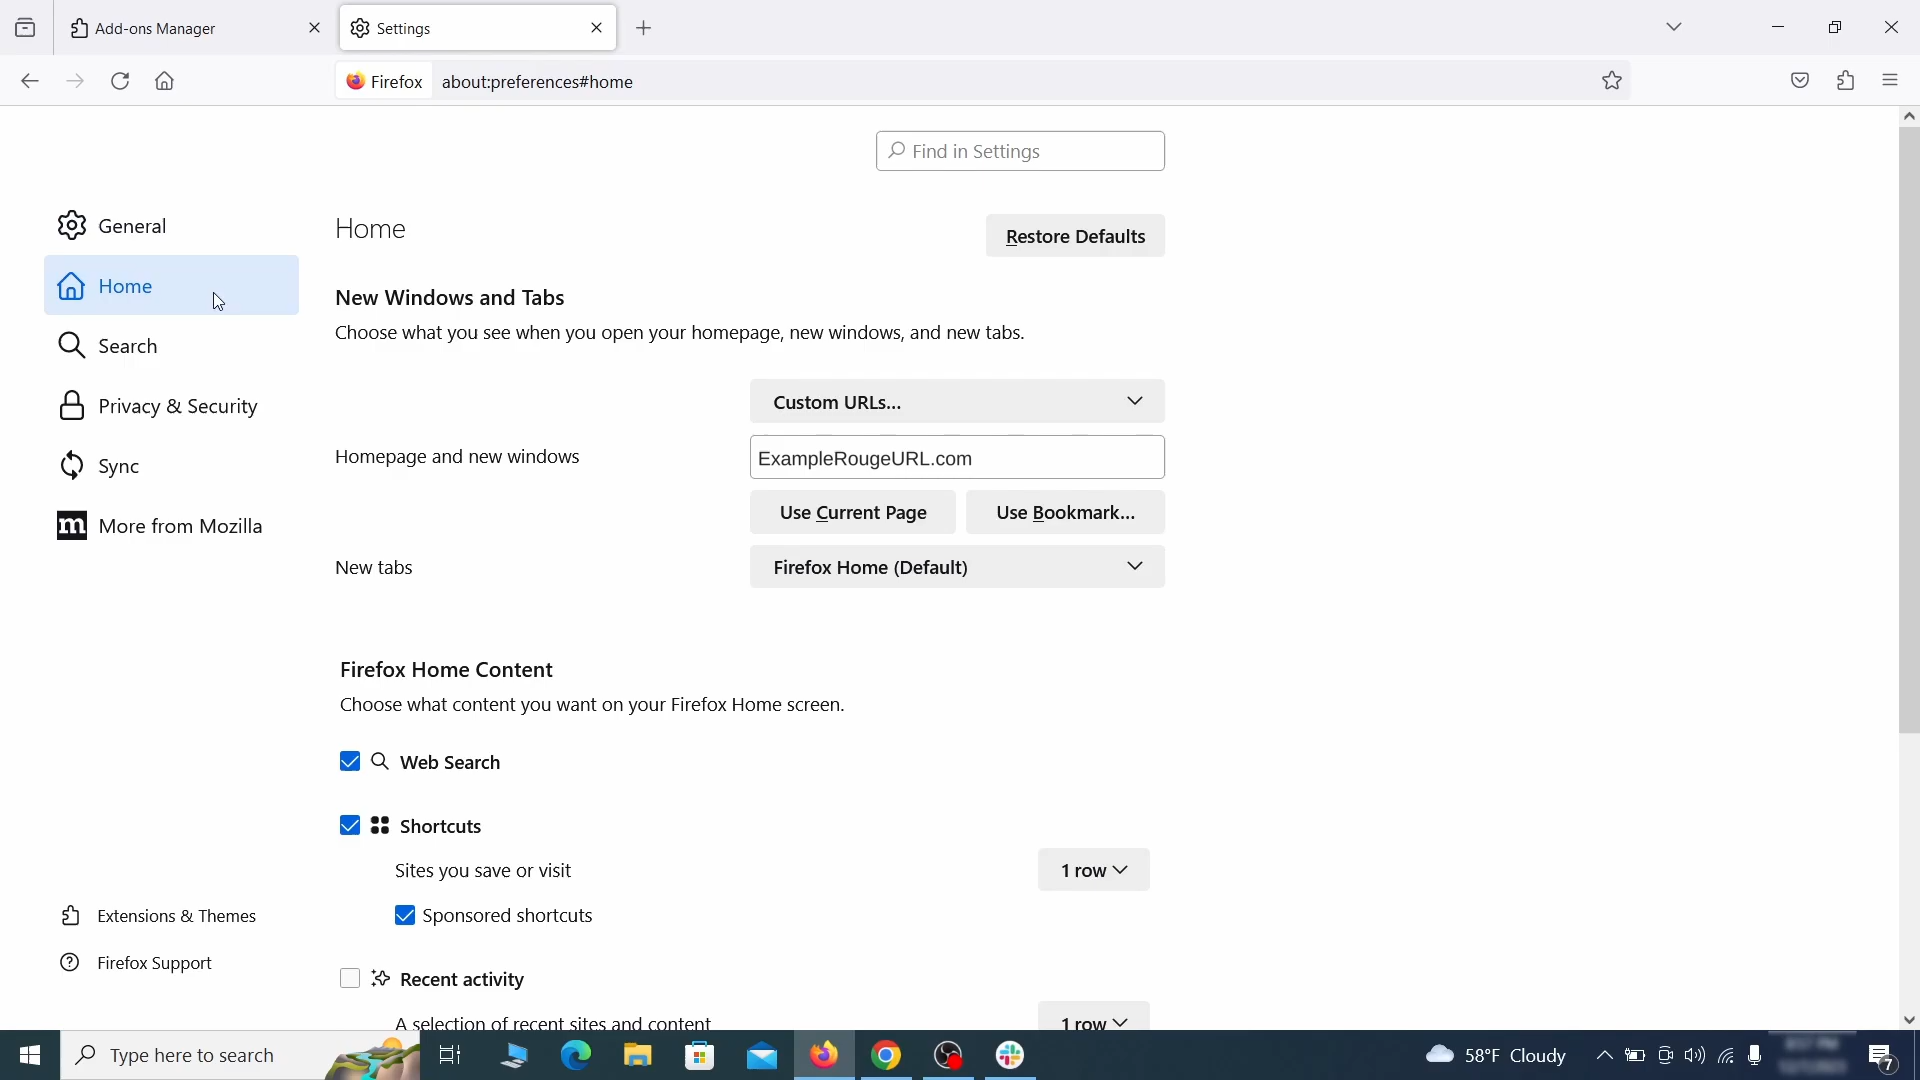 Add-ons Manager
Settings
Firefox
about:preferences#home
Find in Settings
General
Home
Search
Privacy & Security
Sync
m
More from Mozilla
Extensions & Themes
Firefox Support
Home
Restore Defaults
New Windows and Tabs
Choose what you see when you open your homepage, new windows, and new tabs.
Custom URLs...
Homepage and new windows
ExampleRougeURL.com
Use Current Page
Use Bookmark...
New tabs
Firefox Home (Default)
Firefox Home Content
Choose what content you want on your Firefox Home screen.
Web Search
Shortcuts
Sites you save or visit
1 row
Sponsored shortcuts
Recent activity
A selection of recent sites and content
1 row
Type here to search
58°F Cloudy
7